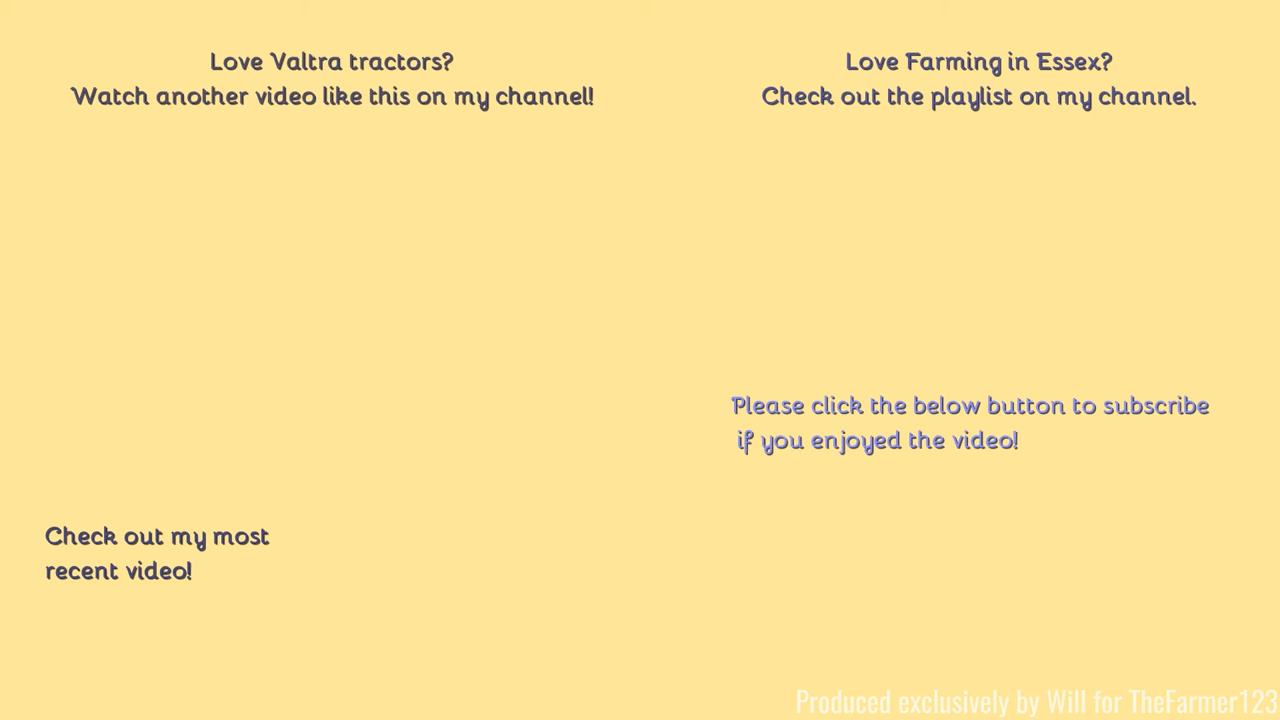 Love Valtra tractors?
Watch another video like this on my channel!
Love Farming in Essex?
Check out the playlist on my channel.
Please click the below button to subscribe
if you enjoyed the video!
Check out my most
recent video!
Produced exclusively by Will for TheFarmer123